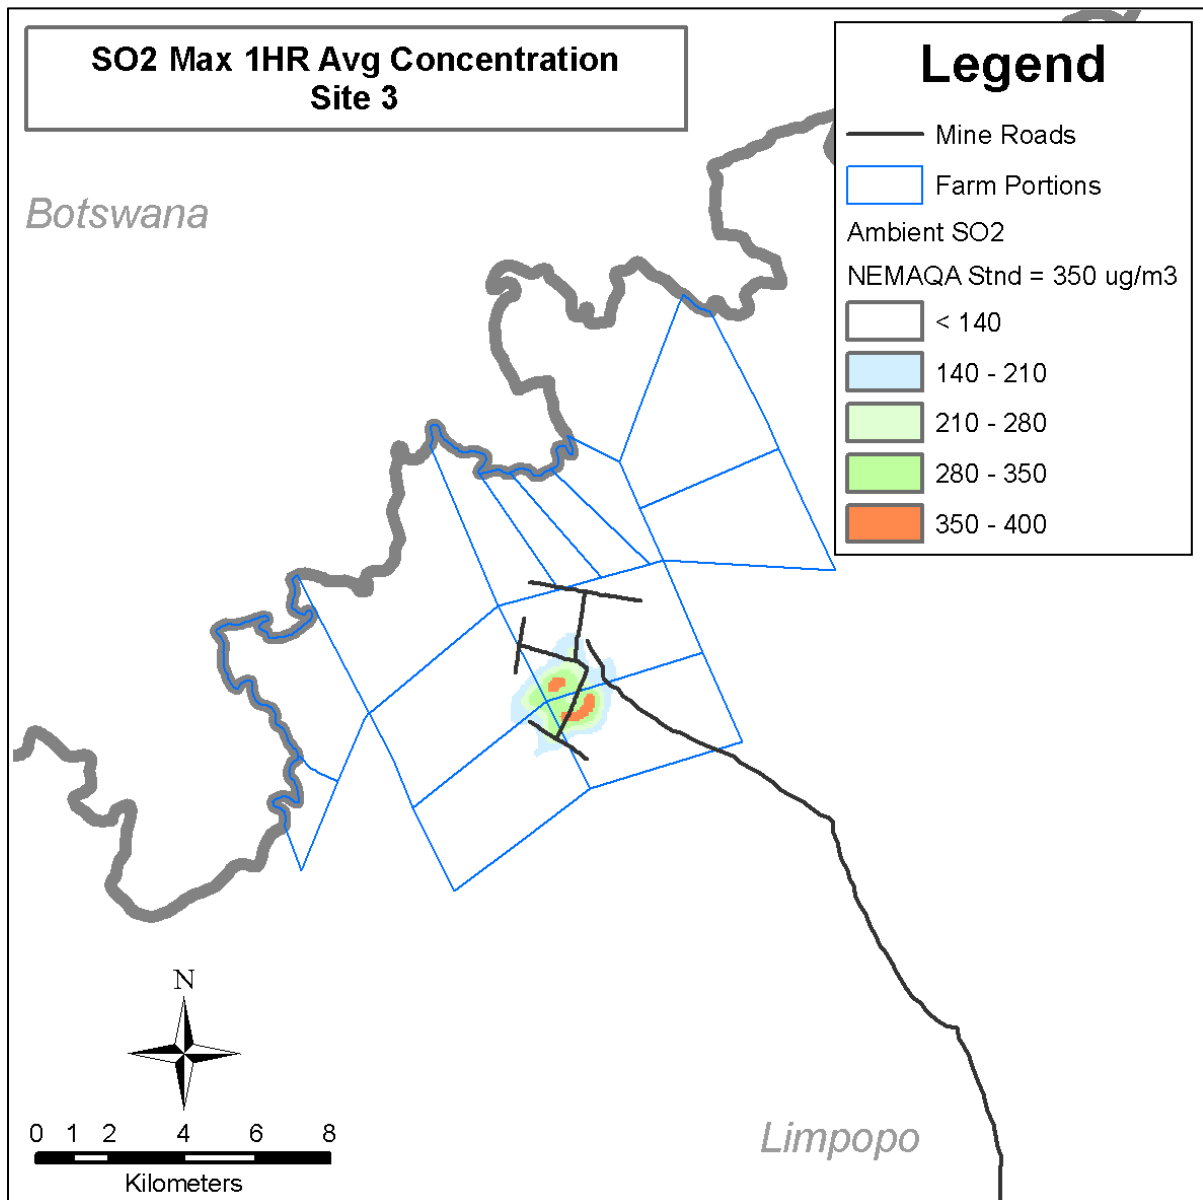 SO2 Max 1HR Avg Concentration
Site 3
Legend
Mine Roads
Farm Portions
Ambient SO2
NEMAQA Stnd = 350 ug/m3
< 140
140 - 210
210 - 280
280 - 350
350 - 400
Botswana
Limpopo
N
0 1 2 4 6 8
Kilometers